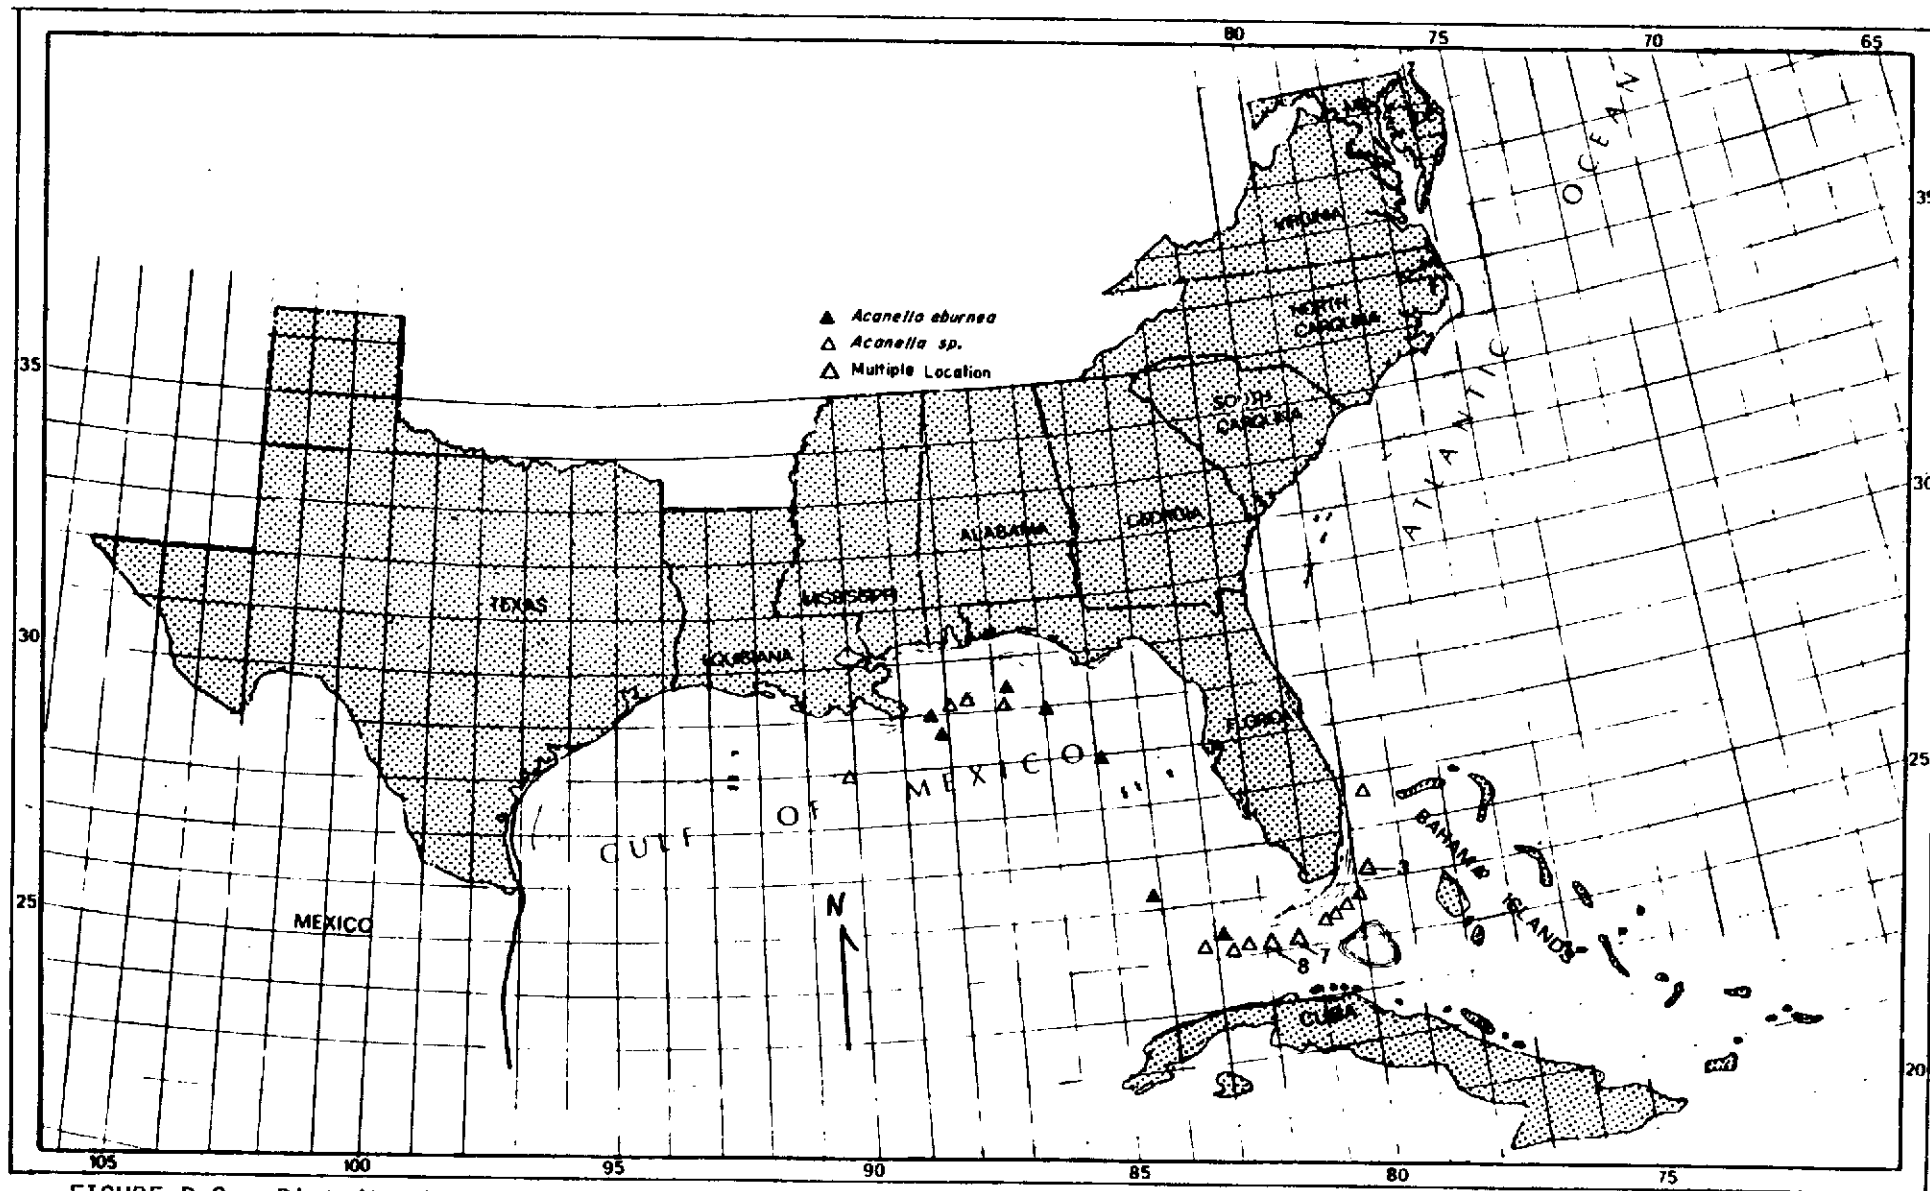 80 75 70 65
OCEAN
35
VIRGINIA
NORTH
CAROLINA
▲ Acanella eburnea
△ Acanella sp.
△ Multiple Location
35
SOUTH
CAROLINA
ATLANTIC
30
GEORGIA
ALABAMA
TEXAS
MISSISSIPPI
30
LOUISIANA
FLORIDA
25
GULF OF MEXICO
BAHAMA
ISLANDS
3
25
MEXICO
N
7
8
CUBA
20
105 100 95 90 85 80 75